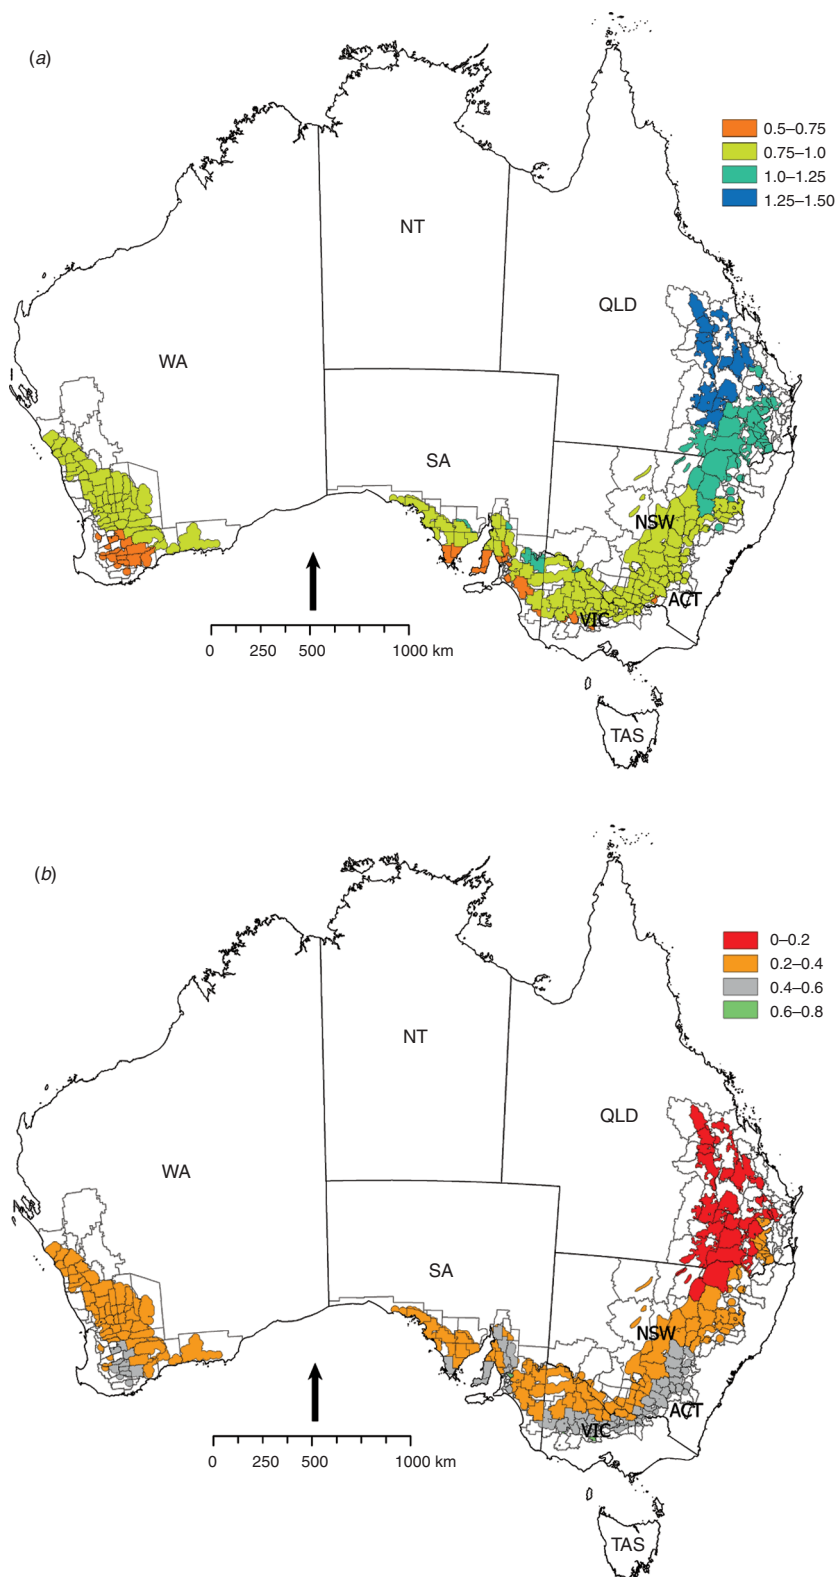 (a)
0.5–0.75
0.75–1.0
1.0–1.25
1.25–1.50
NT
QLD
WA
SA
NSW
ACT
VIC
0 250 500 1000 km
TAS
(b)
0–0.2
0.2–0.4
0.4–0.6
0.6–0.8
NT
QLD
WA
SA
NSW
ACT
VIC
0 250 500 1000 km
TAS